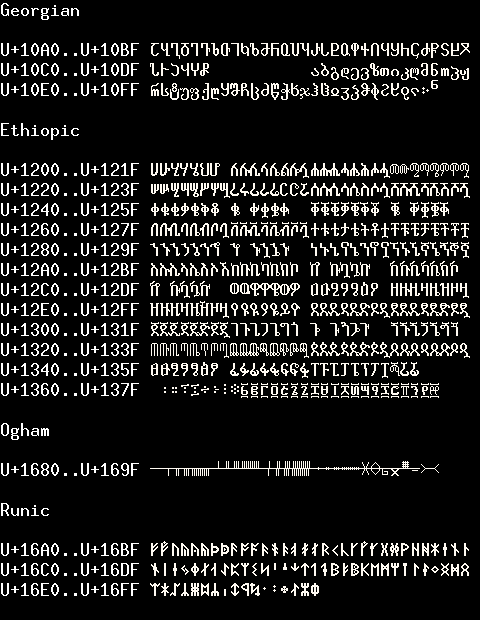 Georgian
U+10A0..U+10BF ႠႡႢႣႤႥႦႧႨႩႪႫႬႭႮႯႰႱႲႳႴႵႶႷႸႹႺႻႼႽႾႿ
U+10C0..U+10DF ჀჁჂჃჄჅ აბგდევზთიკლმნოპჟ
U+10E0..U+10FF რსტუფქღყშჩცძწჭხჯჰჱჲჳჴჵჶჷჸჹჺ჻ჼ
Ethiopic
U+1200..U+121F ሀሁሂሃሄህሆ ለሉሊላሌልሎሏሐሑሒሓሔሕሖሗመሙሚማሜምሞሟ
U+1220..U+123F ሠሡሢሣሤሥሦሧረሩሪራሬርሮሯሰሱሲሳሴስሶሷሸሹሺሻሼሽሾሿ
U+1240..U+125F ቀቁቂቃቄቅቆ ቈ ቊቋቌቍ ቐቑቒቓቔቕቖ ቘ ቚቛቜቝ
U+1260..U+127F በቡቢባቤብቦቧቨቩቪቫቬቭቮቯተቱቲታቴትቶቷቸቹቺቻቼችቾቿ
U+1280..U+129F ኀኁኂኃኄኅኆ ኈ ኊኋኌኍ ነኑኒናኔንኖኗኘኙኚኛኜኝኞኟ
U+12A0..U+12BF አኡኢኣኤእኦኧከኩኪካኬክኮ ኰ ኲኳኴኵ ኸኹኺኻኼኽኾ
U+12C0..U+12DF ዀ ዂዃዄዅ ወዉዊዋዌውዎ ዐዑዒዓዔዕዖ ዘዙዚዛዜዝዞዟ
U+12E0..U+12FF ዠዡዢዣዤዥዦዧየዩዪያዬይዮ ደዱዲዳዴድዶዷዸዹዺዻዼዽዾዿ
U+1300..U+131F ጀጁጂጃጄጅጆጇገጉጊጋጌግጎ ጐ ጒጓጔጕ ጘጙጚጛጜጝጞ
U+1320..U+133F ጠጡጢጣጤጥጦጧጨጩጪጫጬጭጮጯጰጱጲጳጴጵጶጷጸጹጺጻጼጽጾጿ
U+1340..U+135F ፀፁፂፃፄፅፆ ፈፉፊፋፌፍፎፏፐፑፒፓፔፕፖፗፘፙፚ
U+1360..U+137F ፡።፣፤፥፦፧፨፩፪፫፬፭፮፯፰፱፲፳፴፵፶፷፸፹፺፻፼
Ogham
U+1680..U+169F  ᚁᚂᚃᚄᚅᚆᚇᚈᚉᚊᚋᚌᚍᚎᚏᚐᚑᚒᚓᚔᚕᚖᚗᚘᚙᚚ᚛᚜
Runic
U+16A0..U+16BF ᚠᚡᚢᚣᚤᚥᚦᚧᚨᚩᚪᚫᚬᚭᚮᚯᚰᚱᚲᚳᚴᚵᚶᚷᚸᚹᚺᚻᚼᚽᚾᚿ
U+16C0..U+16DF ᛀᛁᛂᛃᛄᛅᛆᛇᛈᛉᛊᛋᛌᛍᛎᛏᛐᛑᛒᛓᛔᛕᛖᛗᛘᛙᛚᛛᛜᛝᛞᛟ
U+16E0..U+16FF ᛠᛡᛢᛣᛤᛥᛦᛧᛨᛩᛪ᛫᛬᛭ᛮᛯᛰ